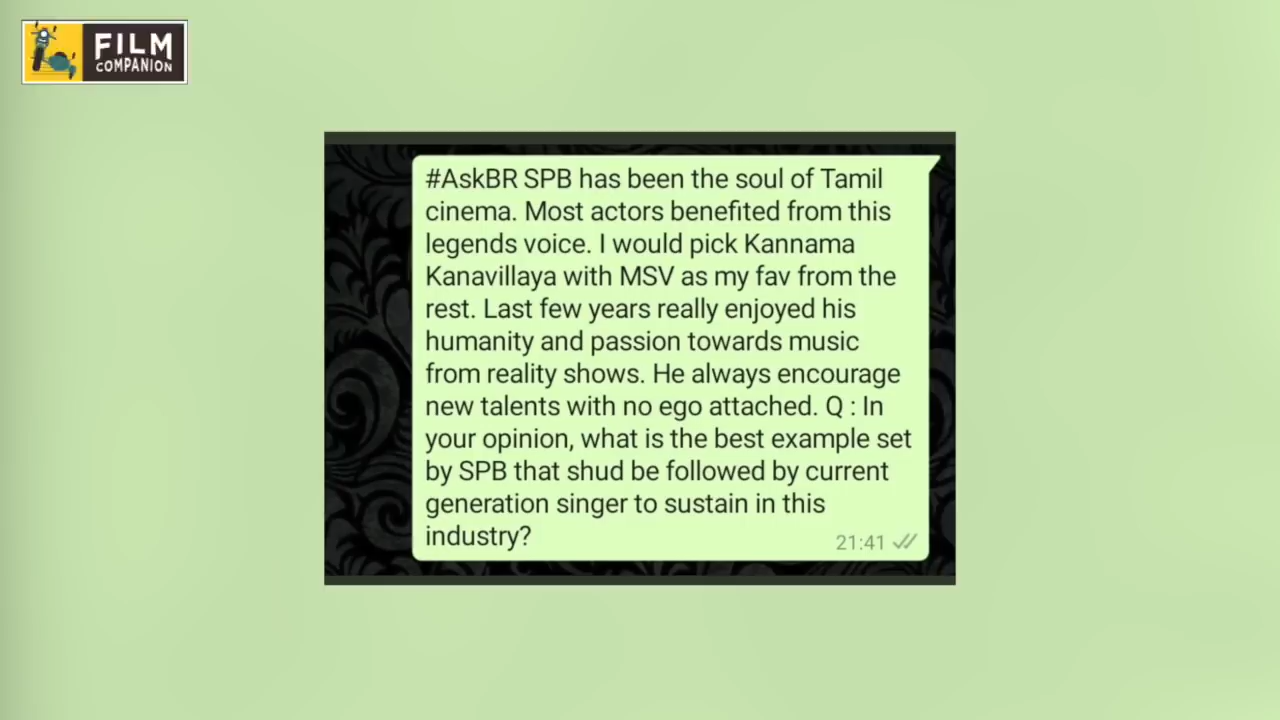 FILM
COMPANION
#AskBR SPB has been the soul of Tamil
cinema. Most actors benefited from this
legends voice. I would pick Kannama
Kanavillaya with MSV as my fav from the
rest. Last few years really enjoyed his
humanity and passion towards music
from reality shows. He always encourage
new talents with no ego attached. Q : In
your opinion, what is the best example set
by SPB that shud be followed by current
generation singer to sustain in this
industry?
21:41